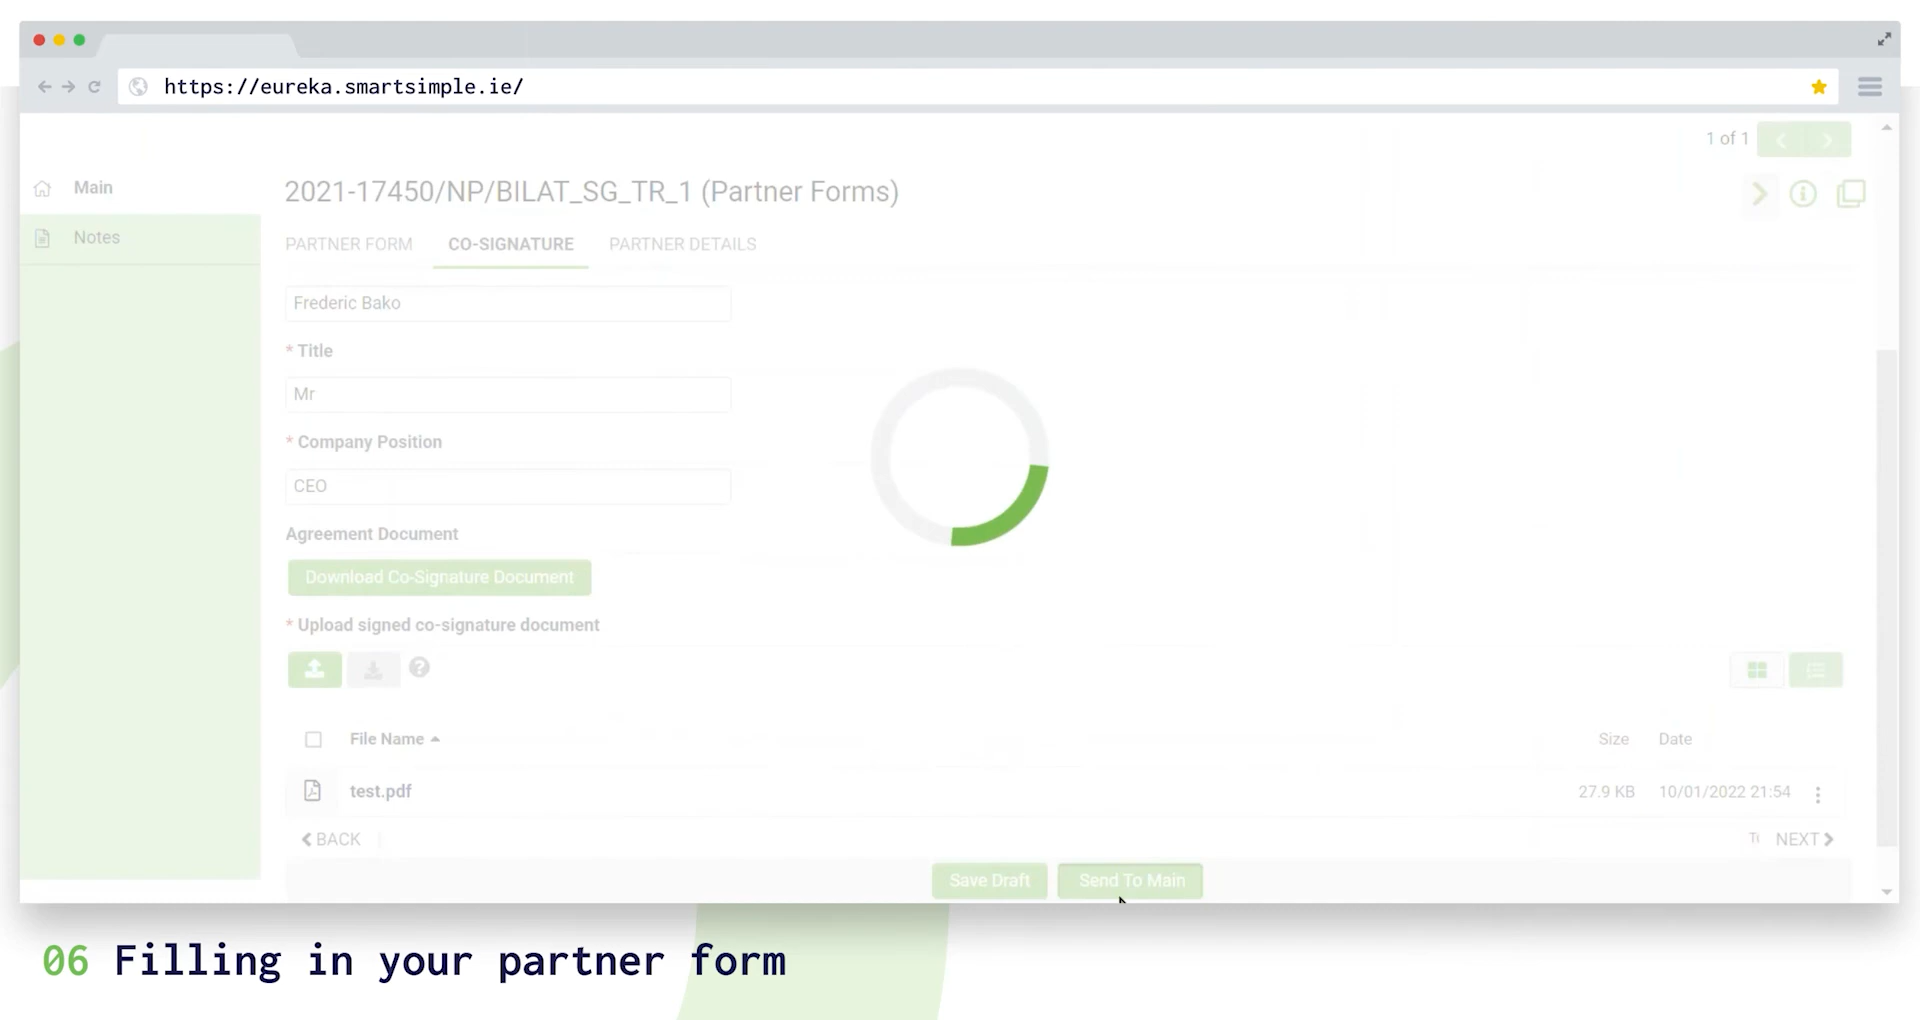 https://eureka.smartsimple.ie/
1 of 1
Main
Notes
2021-17450/NP/BILAT_SG_TR_1 (Partner Forms)
PARTNER FORM CO-SIGNATURE PARTNER DETAILS
Frederic Bako
* Title
Mr
* Company Position
CEO
Agreement Document
Download Co-Signature Document
* Upload signed co-signature document
File Name Size Date
test.pdf 27.9 KB 10/01/2022 21:54
BACK NEXT
Save Draft Send To Main
06 Filling in your partner form